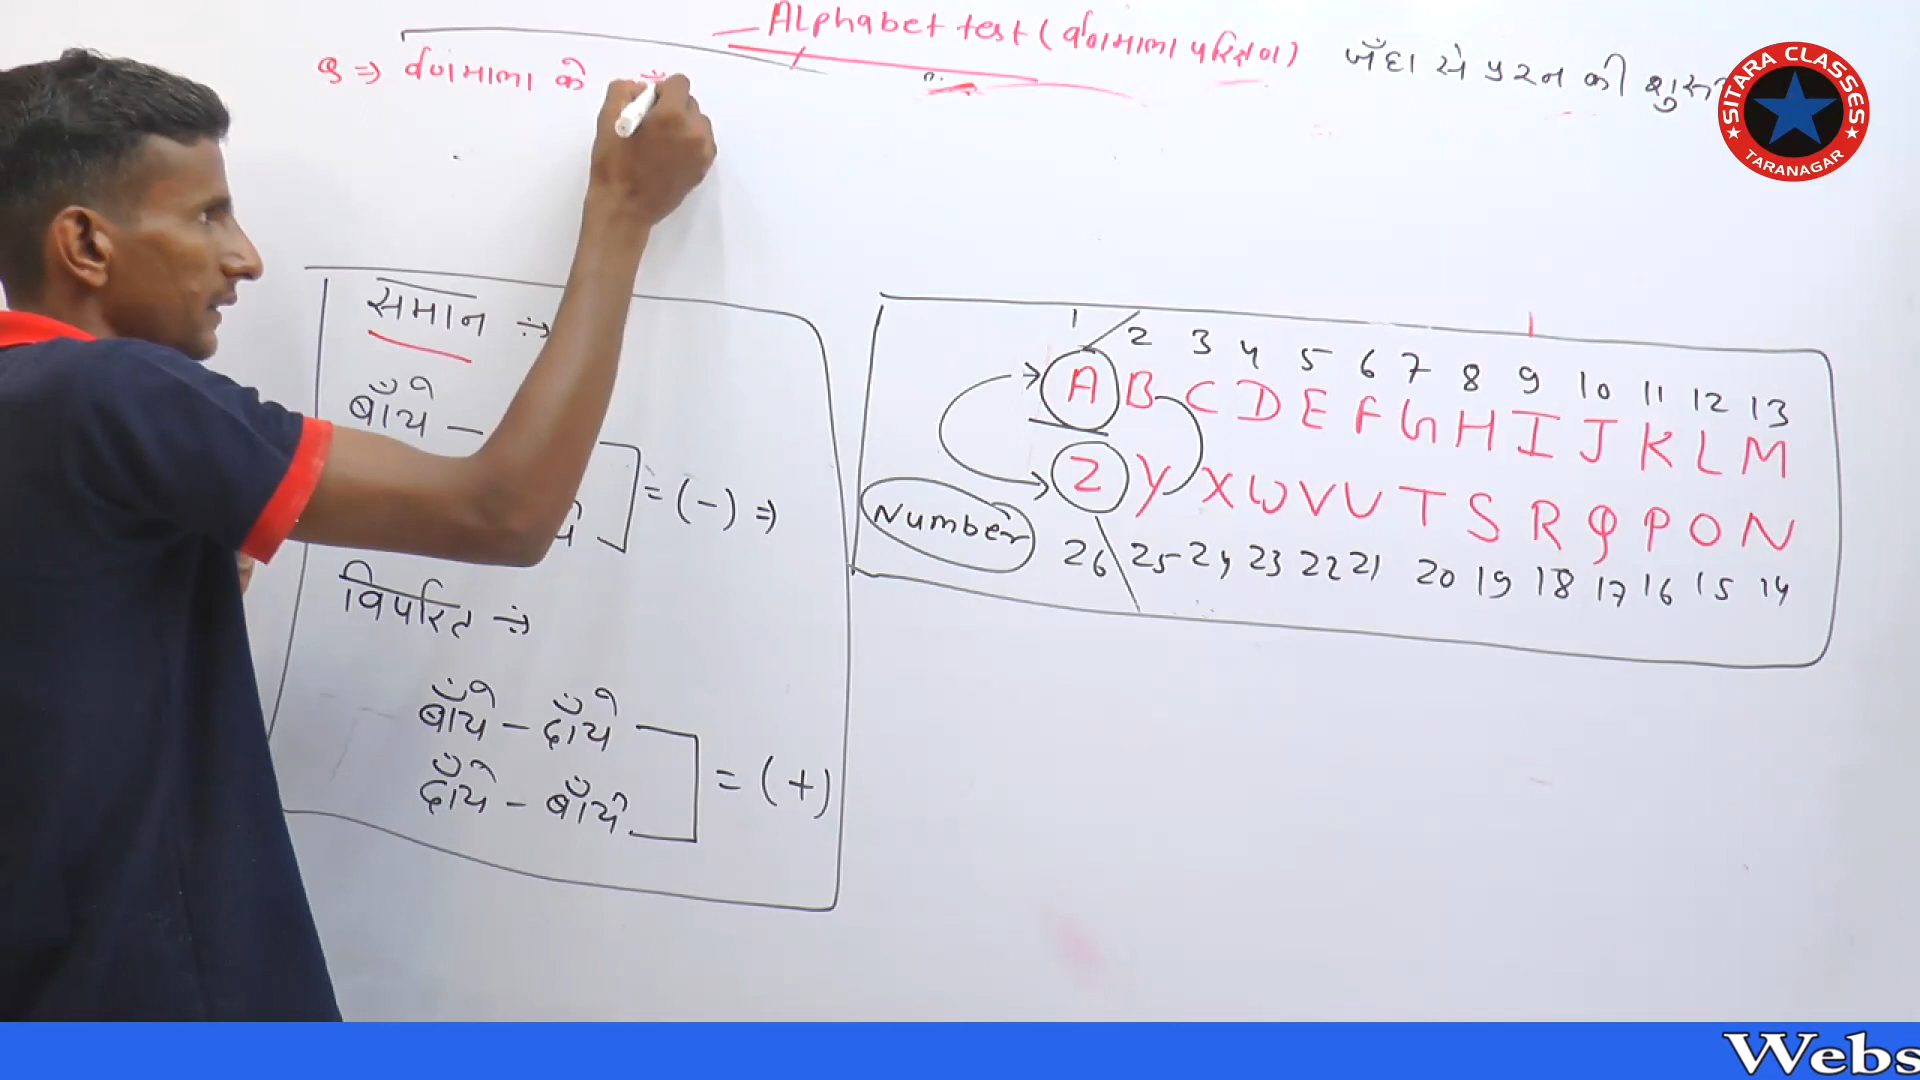 Alphabet test (वर्णमाला परिक्षण)
जँहा से प्रश्न की शुरू
Q ⇒ वर्णमाला के
SITARA CLASSES
TARANAGAR
समान ÷→
बाँये –
= (-) ⇒
विपरित ÷→
बाँये – दाँये
दाँये – बाँये
= (+)
1 2 3 4 5 6 7 8 9 10 11 12 13
A B C D E F G H I J K L M
Z Y X W V U T S R Q P O N
Number
26 25 24 23 22 21 20 19 18 17 16 15 14
Webs